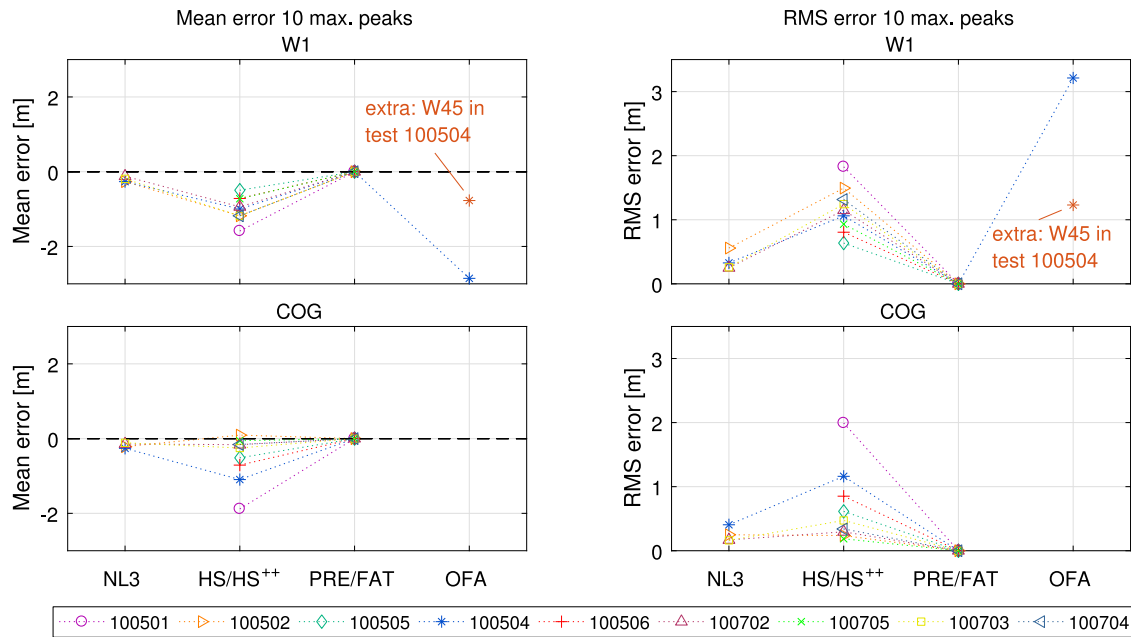 Mean error 10 max. peaks
W1
Mean error [m]
2
0
-2
extra: W45 in
test 100504
RMS error 10 max. peaks
W1
RMS error [m]
3
2
1
0
extra: W45 in
test 100504
COG
Mean error [m]
2
0
-2
NL3 HS/HS++ PRE/FAT OFA
COG
RMS error [m]
3
2
1
0
NL3 HS/HS++ PRE/FAT OFA
100501 100502 100505 100504 100506 100702 100705 100703 100704